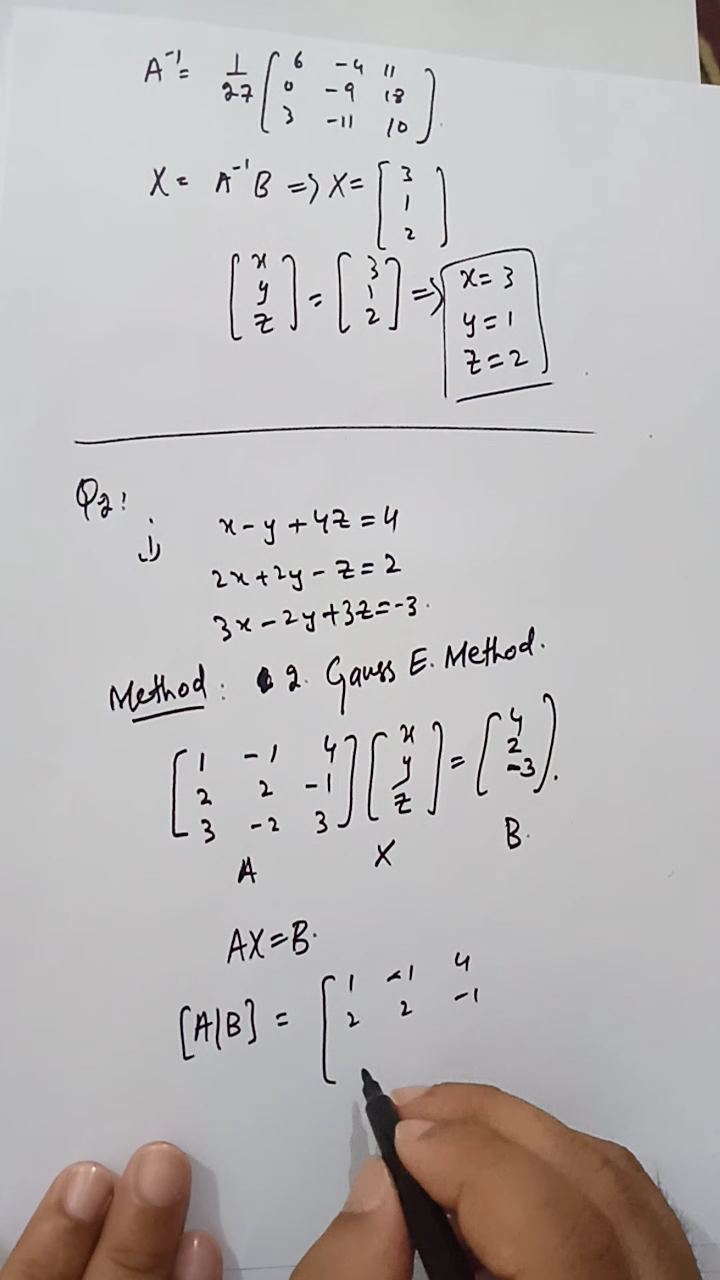 A⁻¹ = 1/27 [6 -4 11
0 -9 18
3 -11 10].
X = A⁻¹B => X = [3
1
2]
[x
y
z] = [3
1
2] => x = 3
y = 1
z = 2
Q2:
i) x - y + 4z = 4
2x + 2y - z = 2
3x - 2y + 3z = -3.
Method: 2. Gauss E. Method.
[1 -1 4
2 2 -1
3 -2 3] [x
y
z] = [4
2
-3].
A X B.
AX = B.
[A|B] = [1 -1 4
2 2 -1